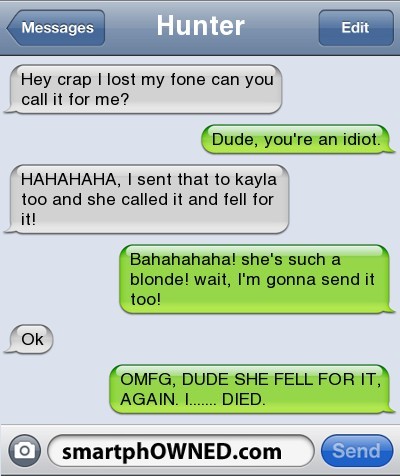 Messages
Hunter
Edit
Hey crap I lost my fone can you
call it for me?
Dude, you're an idiot.
HAHAHAHA, I sent that to kayla
too and she called it and fell for
it!
Bahahahaha! she's such a
blonde! wait, I'm gonna send it
too!
Ok
OMFG, DUDE SHE FELL FOR IT,
AGAIN. I....... DIED.
smartphOWNED.com
Send